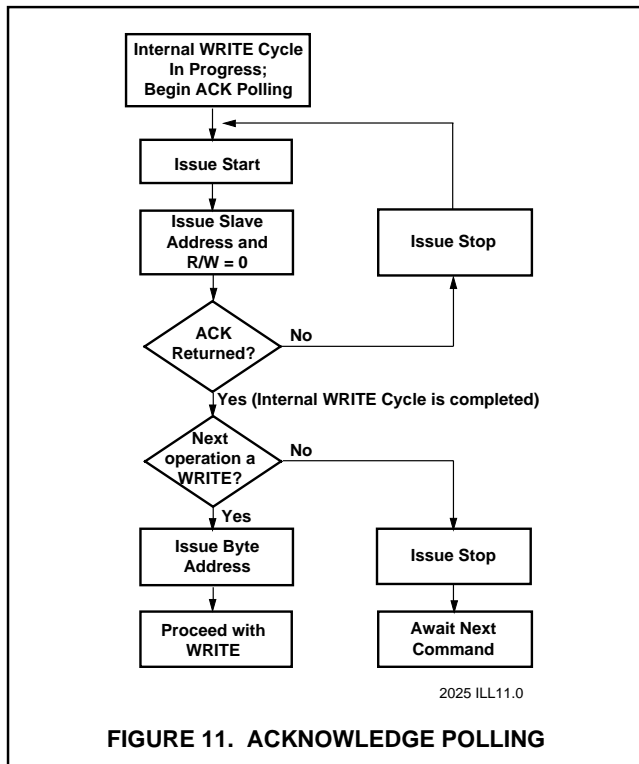 Internal WRITE Cycle
In Progress;
Begin ACK Polling
Issue Start
Issue Slave
Address and
R/W = 0
Issue Stop
ACK
Returned?
No
Yes (Internal WRITE Cycle is completed)
Next
operation a
WRITE?
No
Yes
Issue Byte
Address
Issue Stop
Proceed with
WRITE
Await Next
Command
2025 ILL11.0
FIGURE 11. ACKNOWLEDGE POLLING